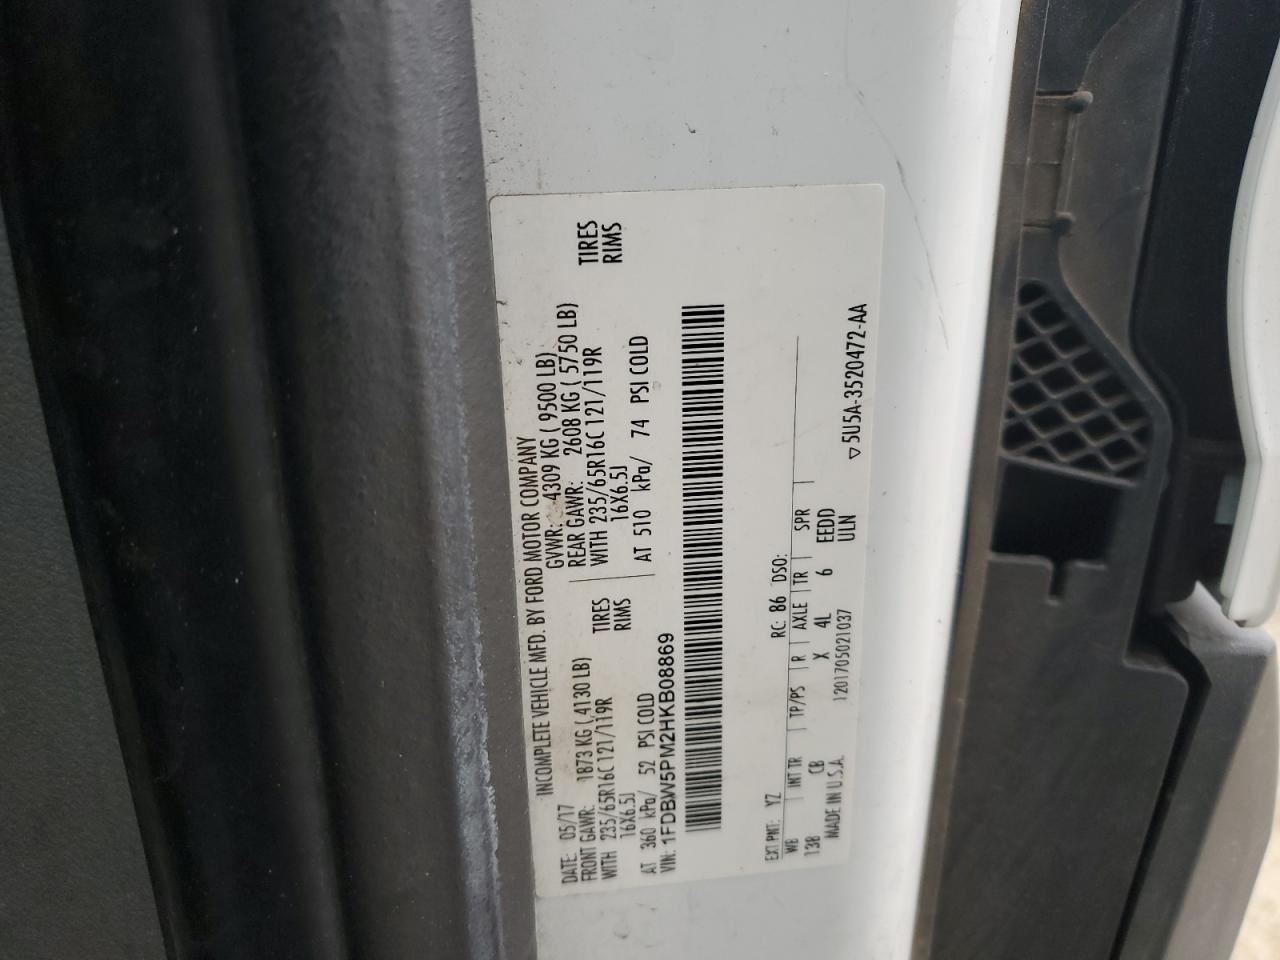 INCOMPLETE VEHICLE MFD. BY FORD MOTOR COMPANY
DATE: 05/17 GVWR: 4309 KG ( 9500 LB)
FRONT GAWR: 1873 KG ( 4130 LB) REAR GAWR: 2608 KG ( 5750 LB)
WITH 235/65R16C 121/119R TIRES WITH 235/65R16C 121/119R TIRES
16X6.5J RIMS 16X6.5J RIMS
AT 360 kPa/ 52 PSI COLD AT 510 kPa/ 74 PSI COLD
VIN: 1FDBW5PM2HKB08869
EXT PNT: YZ RC: 86 DSO:
WB INT TR TP/PS R AXLE TR SPR
138 CB X 4L 6 EEDD
MADE IN U.S.A. 1201705021037 ULN
▽ 5U5A-3520472-AA